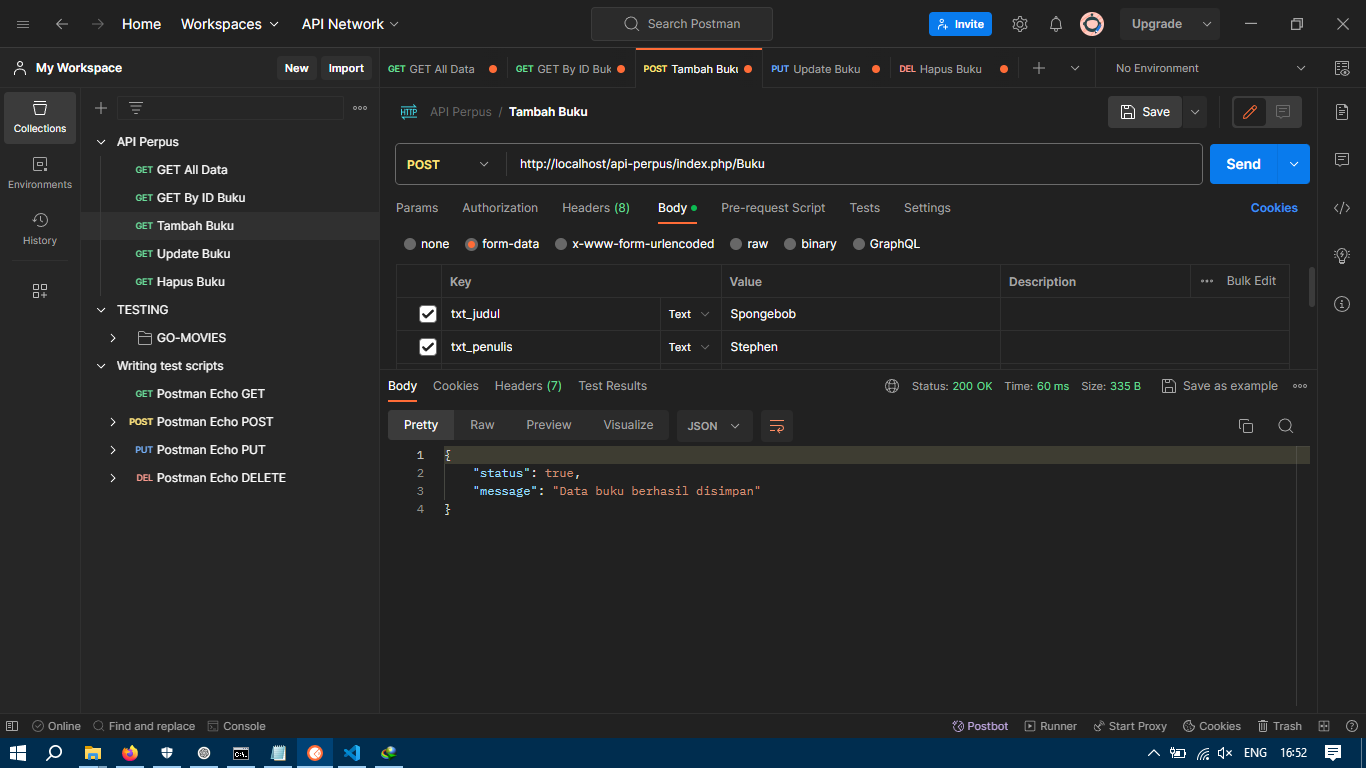 Home Workspaces API Network Search Postman Invite Upgrade
My Workspace New Import GET GET All Data GET GET By ID Buk POST Tambah Buku PUT Update Buku DEL Hapus Buku No Environment
Collections
Environments
History
API Perpus
GET GET All Data
GET GET By ID Buku
GET Tambah Buku
GET Update Buku
GET Hapus Buku
TESTING
GO-MOVIES
Writing test scripts
GET Postman Echo GET
POST Postman Echo POST
PUT Postman Echo PUT
DEL Postman Echo DELETE
HTTP API Perpus / Tambah Buku Save
POST http://localhost/api-perpus/index.php/Buku Send
Params Authorization Headers (8) Body Pre-request Script Tests Settings Cookies
none form-data x-www-form-urlencoded raw binary GraphQL
Key Value Description Bulk Edit
txt_judul Text Spongebob
txt_penulis Text Stephen
Body Cookies Headers (7) Test Results Status: 200 OK Time: 60 ms Size: 335 B Save as example
Pretty Raw Preview Visualize JSON
1 {
2 "status": true,
3 "message": "Data buku berhasil disimpan"
4 }
Online Find and replace Console Postbot Runner Start Proxy Cookies Trash
ENG 16:52